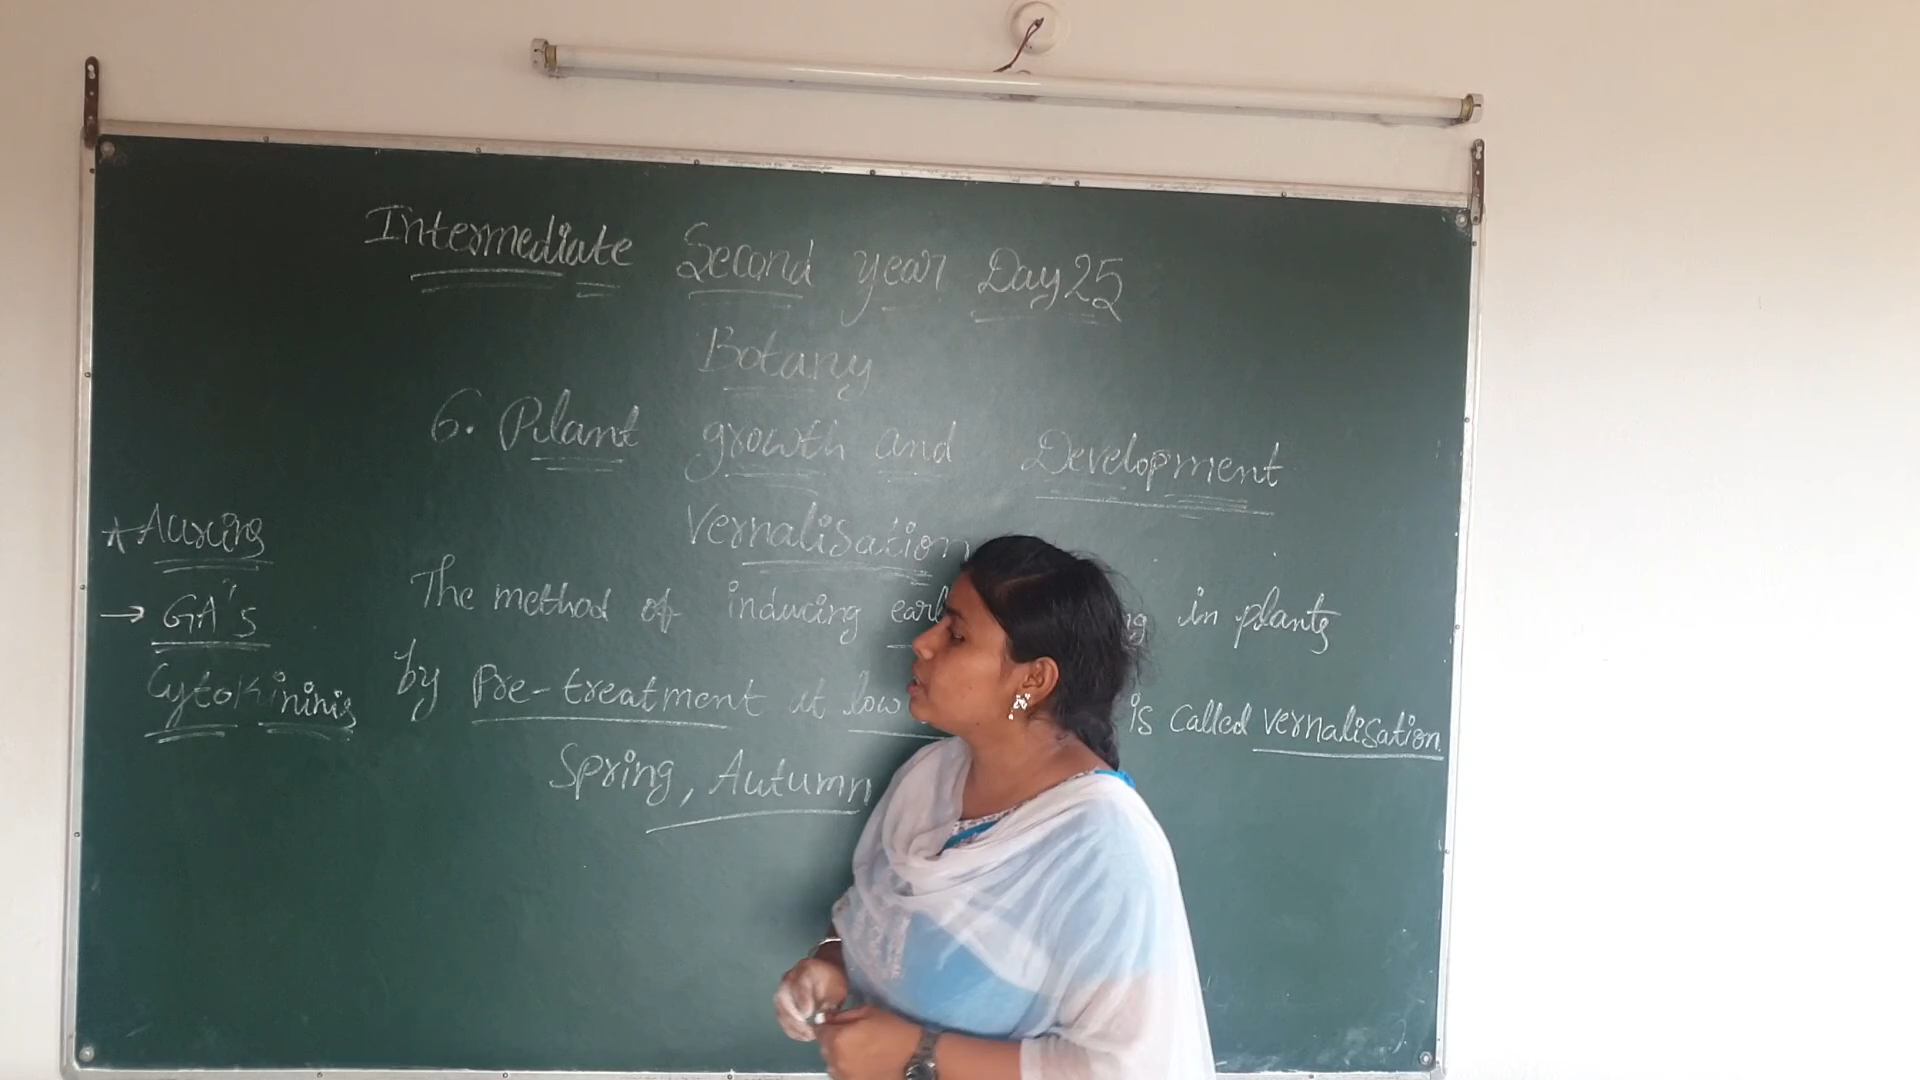 Intermediate Second year Day 25
Botany
6. Plant growth and Development
Vernalisation
The method of inducing in plants
by Pre-treatment at low is called vernalisation
Spring, Autumn
* Auxins
→ GA's
Cytokininis